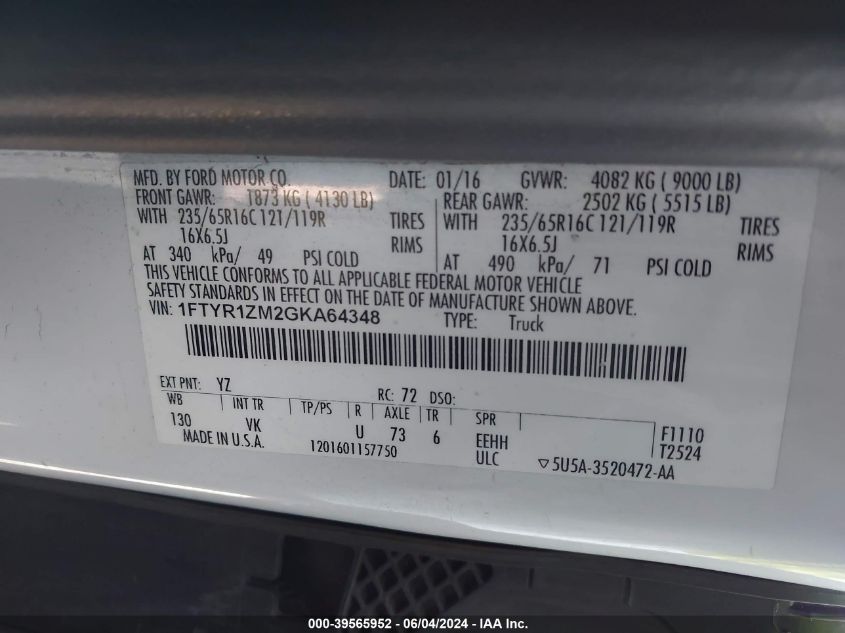 MFD. BY FORD MOTOR CO. DATE: 01/16 GVWR: 4082 KG ( 9000 LB)
FRONT GAWR: 1873 KG ( 4130 LB) REAR GAWR: 2502 KG ( 5515 LB)
WITH 235/65R16C 121/119R TIRES WITH 235/65R16C 121/119R TIRES
16X6.5J RIMS 16X6.5J RIMS
AT 340 kPa/ 49 PSI COLD AT 490 kPa/ 71 PSI COLD
THIS VEHICLE CONFORMS TO ALL APPLICABLE FEDERAL MOTOR VEHICLE
SAFETY STANDARDS IN EFFECT ON THE DATE OF MANUFACTURE SHOWN ABOVE.
VIN: 1FTYR1ZM2GKA64348 TYPE: Truck
EXT PNT: YZ RC: 72 DSO:
WB INT TR TP/PS R AXLE TR SPR
130 VK U 73 6 EEHH F1110
MADE IN U.S.A. 1201601157750 ULC T2524
5U5A-3520472-AA
000-39565952 - 06/04/2024 - IAA Inc.